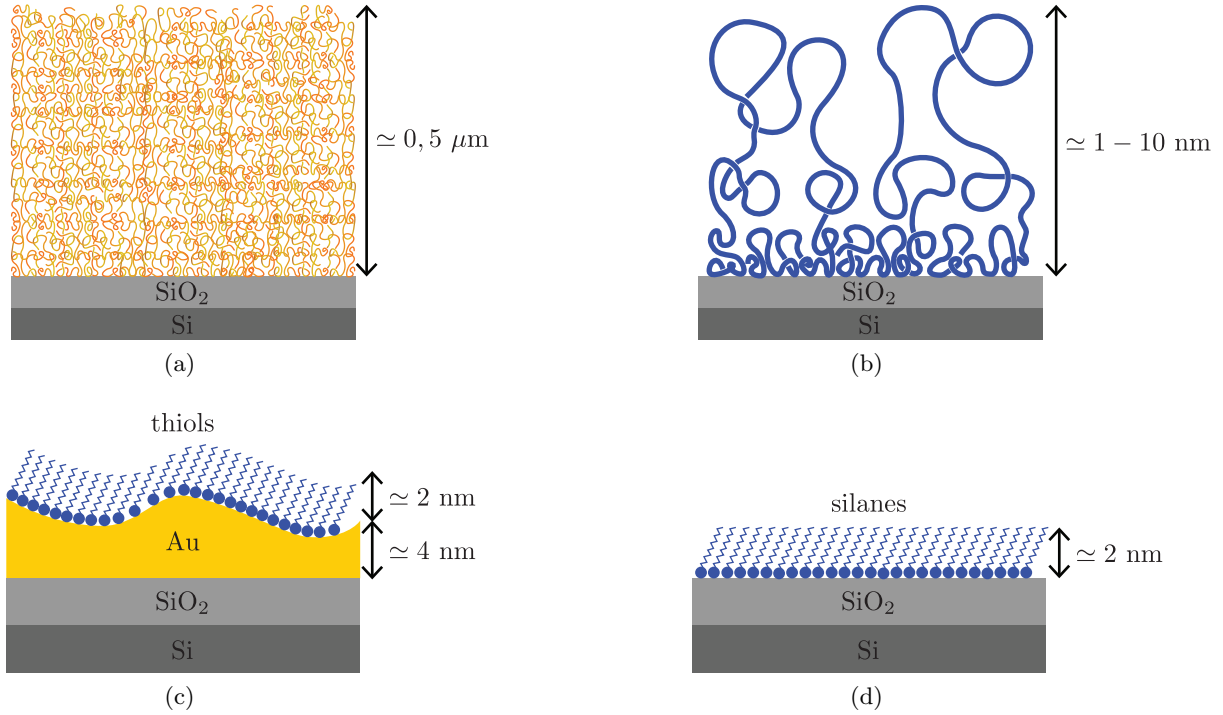 ≃ 0, 5 μm
SiO₂
Si
(a)
≃ 1 − 10 nm
SiO₂
Si
(b)
thiols
≃ 2 nm
Au
≃ 4 nm
SiO₂
Si
(c)
silanes
≃ 2 nm
SiO₂
Si
(d)